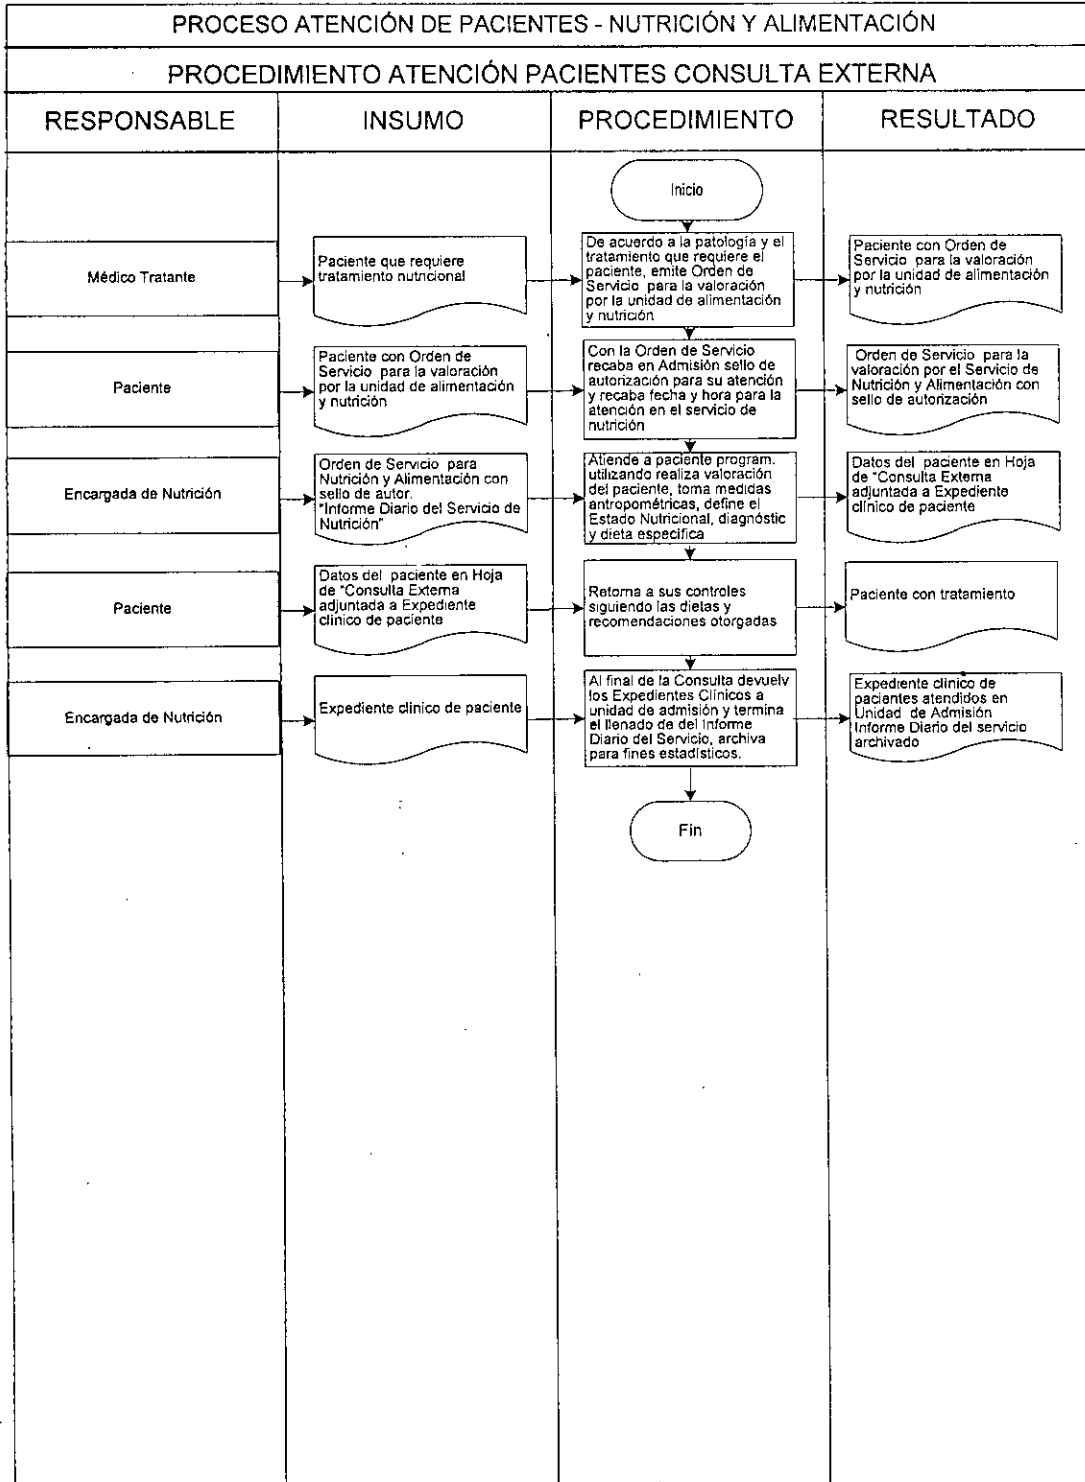 PROCESO ATENCIÓN DE PACIENTES - NUTRICIÓN Y ALIMENTACIÓN
PROCEDIMIENTO ATENCIÓN PACIENTES CONSULTA EXTERNA
RESPONSABLE
INSUMO
PROCEDIMIENTO
RESULTADO
Inicio
Médico Tratante
Paciente que requiere
tratamiento nutricional
De acuerdo a la patología y el
tratamiento que requiere el
paciente, emite Orden de
Servicio para la valoración
por la unidad de alimentación
y nutrición
Paciente con Orden de
Servicio para la valoración
por la unidad de alimentación
y nutrición
Paciente
Paciente con Orden de
Servicio para la valoración
por la unidad de alimentación
y nutrición
Con la Orden de Servicio
recaba en Admisión sello de
autorización para su atención
y recaba fecha y hora para la
atención en el servicio de
nutrición
Orden de Servicio para la
valoración por el Servicio de
Nutrición y Alimentación con
sello de autorización
Encargada de Nutrición
Orden de Servicio para
Nutrición y Alimentación con
sello de autor.
"Informe Diario del Servicio de
Nutrición"
Atiende a paciente program.
utilizando realiza valoración
del paciente, toma medidas
antropométricas, define el
Estado Nutricional, diagnóstic
y dieta especifica
Datos del paciente en Hoja
de "Consulta Externa
adjuntada a Expediente
clínico de paciente
Paciente
Datos del paciente en Hoja
de "Consulta Externa
adjuntada a Expediente
clínico de paciente
Retorna a sus controles
siguiendo las dietas y
recomendaciones otorgadas
Paciente con tratamiento
Encargada de Nutrición
Expediente clinico de paciente
Al final de la Consulta devuelv
los Expedientes Clínicos a
unidad de admisión y termina
el llenado de del Informe
Diario del Servicio, archiva
para fines estadísticos.
Expediente clinico de
pacientes atendidos en
Unidad de Admisión
Informe Diario del servicio
archivado
Fin